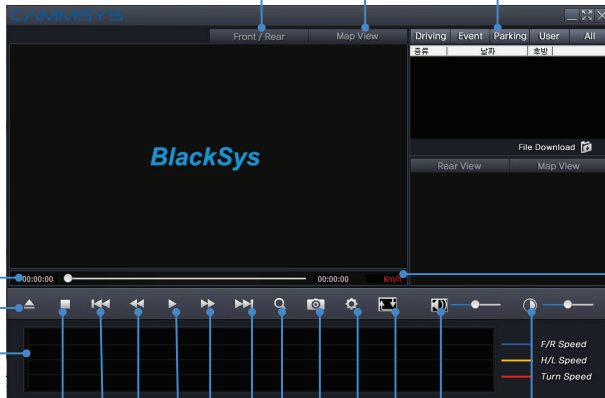 CAMMSYS
Front / Rear Map View
Driving Event Parking User All
종류 날짜 후방
BlackSys
File Download
Rear View Map View
00:00:00 00:00:00 Km/h
F/R Speed
H/L Speed
Turn Speed